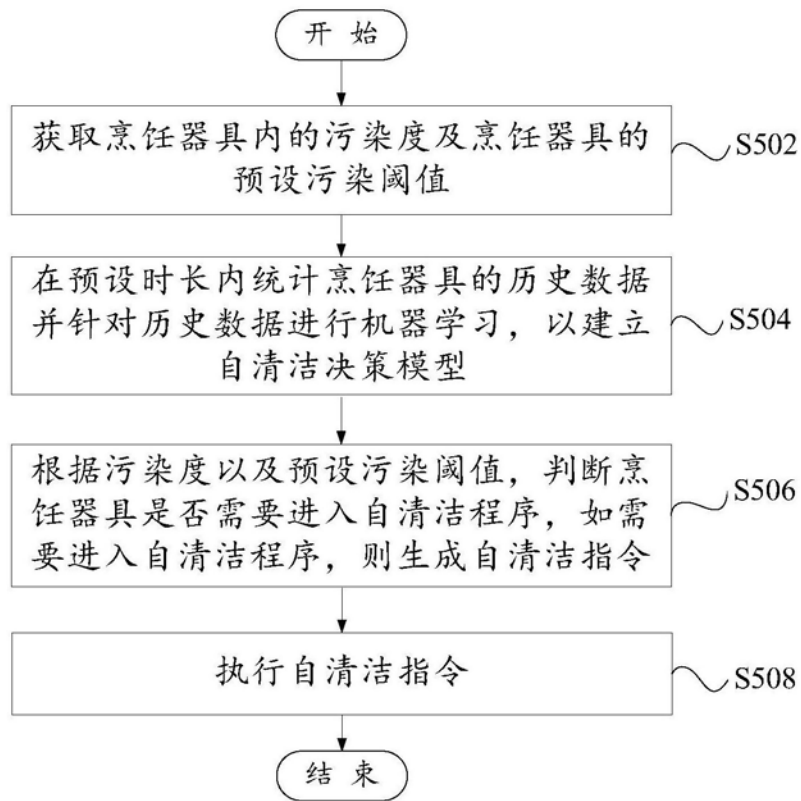 开 始
获取烹饪器具内的污染度及烹饪器具的
预设污染阈值
S502
在预设时长内统计烹饪器具的历史数据
并针对历史数据进行机器学习，以建立
自清洁决策模型
S504
根据污染度以及预设污染阈值，判断烹
饪器具是否需要进入自清洁程序，如需
要进入自清洁程序，则生成自清洁指令
S506
执行自清洁指令
S508
结 束